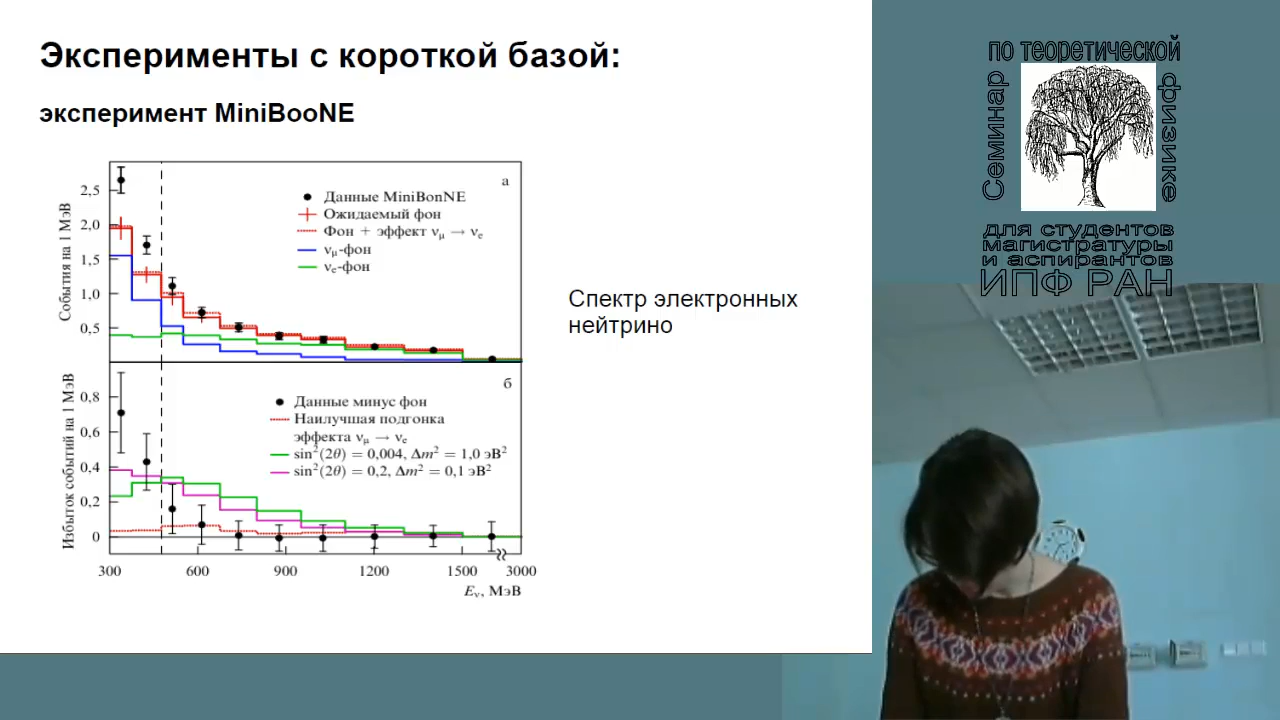 Эксперименты с короткой базой:
эксперимент MiniBooNE
События на 1 МэВ
2,5
2,0
1,5
1,0
0,5
а
Данные MiniBonNE
Ожидаемый фон
Фон + эффект νμ → νe
νμ-фон
νe-фон
Избыток событий на 1 МэВ
0,8
0,6
0,4
0,2
0
б
Данные минус фон
Наилучшая подгонка
эффекта νμ → νe
sin²(2θ) = 0,004, Δm² = 1,0 эВ²
sin²(2θ) = 0,2, Δm² = 0,1 эВ²
300 600 900 1200 1500 3000
Eν, МэВ
Спектр электронных
нейтрино
Семинар
по теоретической
физике
для студентов
магистратуры
и аспирантов
ИПФ РАН